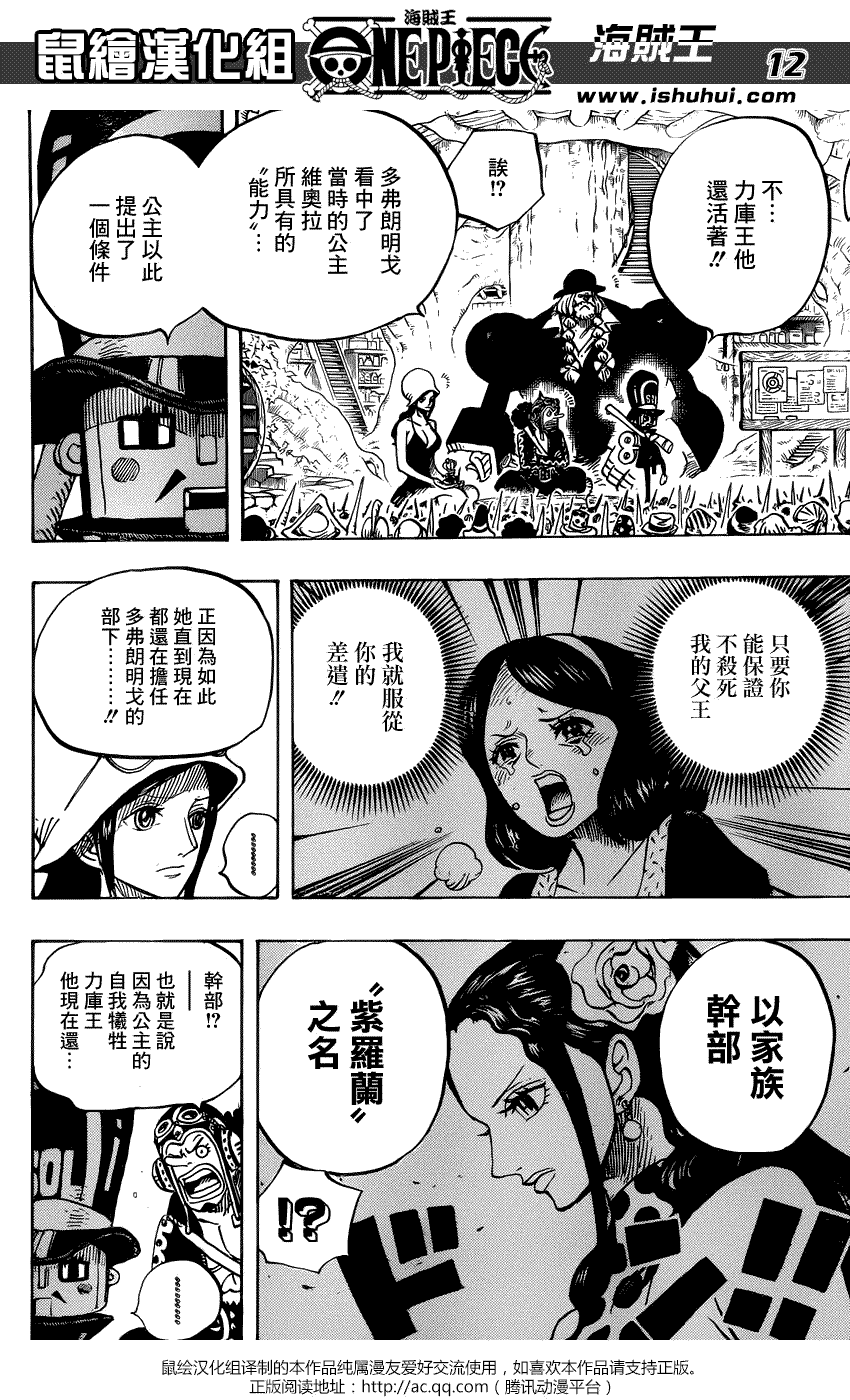 鼠繪漢化組
海賊王
ONE PIECE
海賊王
12
www.ishuhui.com
不…
力庫王他
還活著!!
誒
!?
多弗朗明戈
看中了
當時的公主
維奧拉
所具有的
〝能力〞…
公主以此
提出了
一個條件
8
只要你
能保證
不殺死
我的父王
我就服從
你的
差遣!!
正因為如此
她直到現在
都還在擔任
多弗朗明戈的
部下………!!
………
以家族
幹部
〝紫羅蘭〞
之名
!?
ド
幹部!?
——
也就是說
因為公主的
自我犧牲
力庫王
他現在還…
SOL
………
鼠绘汉化组译制的本作品纯属漫友爱好交流使用，如喜欢本作品请支持正版。
正版阅读地址：http://ac.qq.com（腾讯动漫平台）